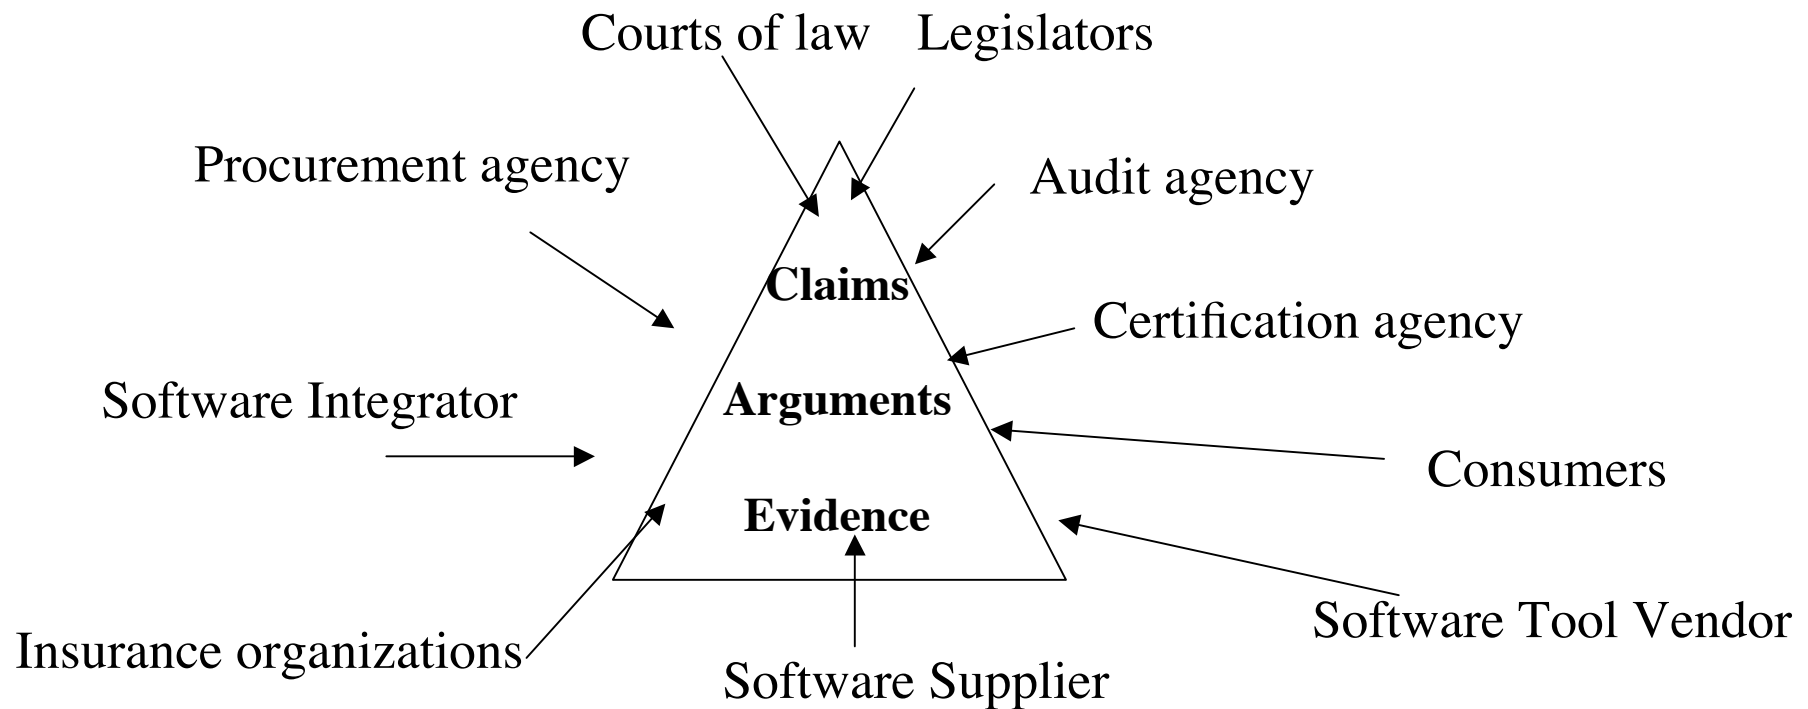 Courts of law Legislators
Procurement agency
Audit agency
Claims
Certification agency
Software Integrator
Arguments
Consumers
Evidence
Software Tool Vendor
Insurance organizations
Software Supplier